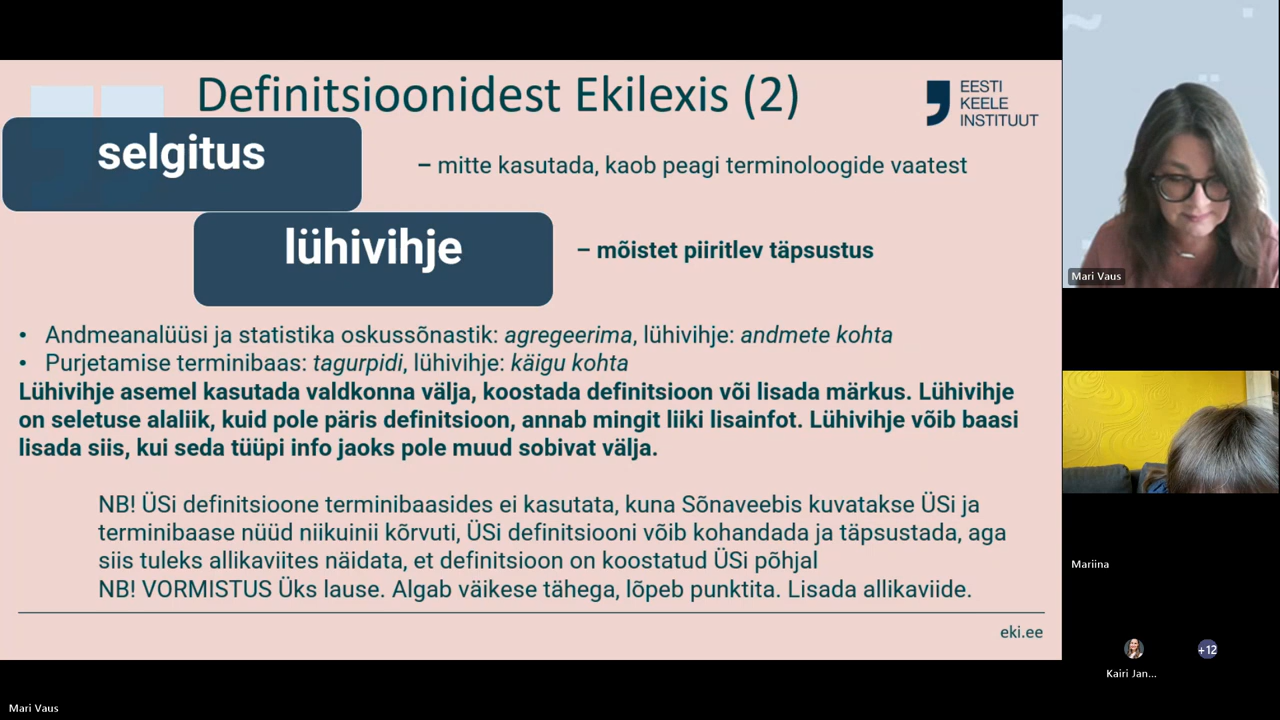 Definitsioonidest Ekilexis (2)
EESTI
KEELE
INSTITUUT
selgitus
– mitte kasutada, kaob peagi terminoloogide vaatest
lühivihje
– mõistet piiritlev täpsustus
• Andmeanalüüsi ja statistika oskussõnastik: agregeerima, lühivihje: andmete kohta
• Purjetamise terminibaas: tagurpidi, lühivihje: käigu kohta
Lühivihje asemel kasutada valdkonna välja, koostada definitsioon või lisada märkus. Lühivihje
on seletuse alaliik, kuid pole päris definitsioon, annab mingit liiki lisainfot. Lühivihje võib baasi
lisada siis, kui seda tüüpi info jaoks pole muud sobivat välja.
NB! ÜSi definitsioone terminibaasides ei kasutata, kuna Sõnaveebis kuvatakse ÜSi ja
terminibaase nüüd niikuinii kõrvuti, ÜSi definitsiooni võib kohandada ja täpsustada, aga
siis tuleks allikaviites näidata, et definitsioon on koostatud ÜSi põhjal
NB! VORMISTUS Üks lause. Algab väikese tähega, lõpeb punktita. Lisada allikaviide.
eki.ee
Mari Vaus
Mari Vaus
Mariina
+12
Kairi Jan...